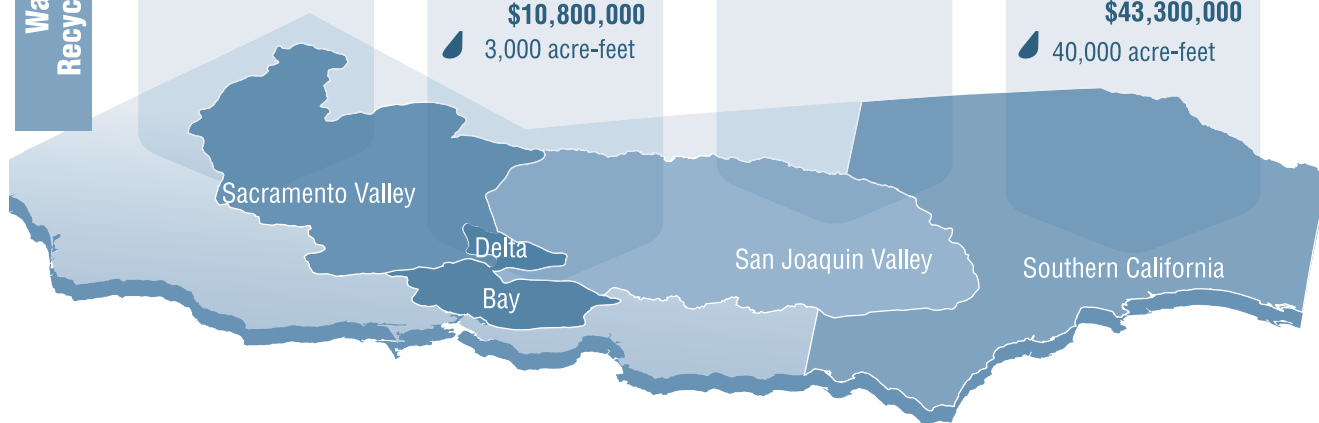 $10,800,000
3,000 acre-feet
$43,300,000
40,000 acre-feet
Sacramento Valley
Delta
Bay
San Joaquin Valley
Southern California